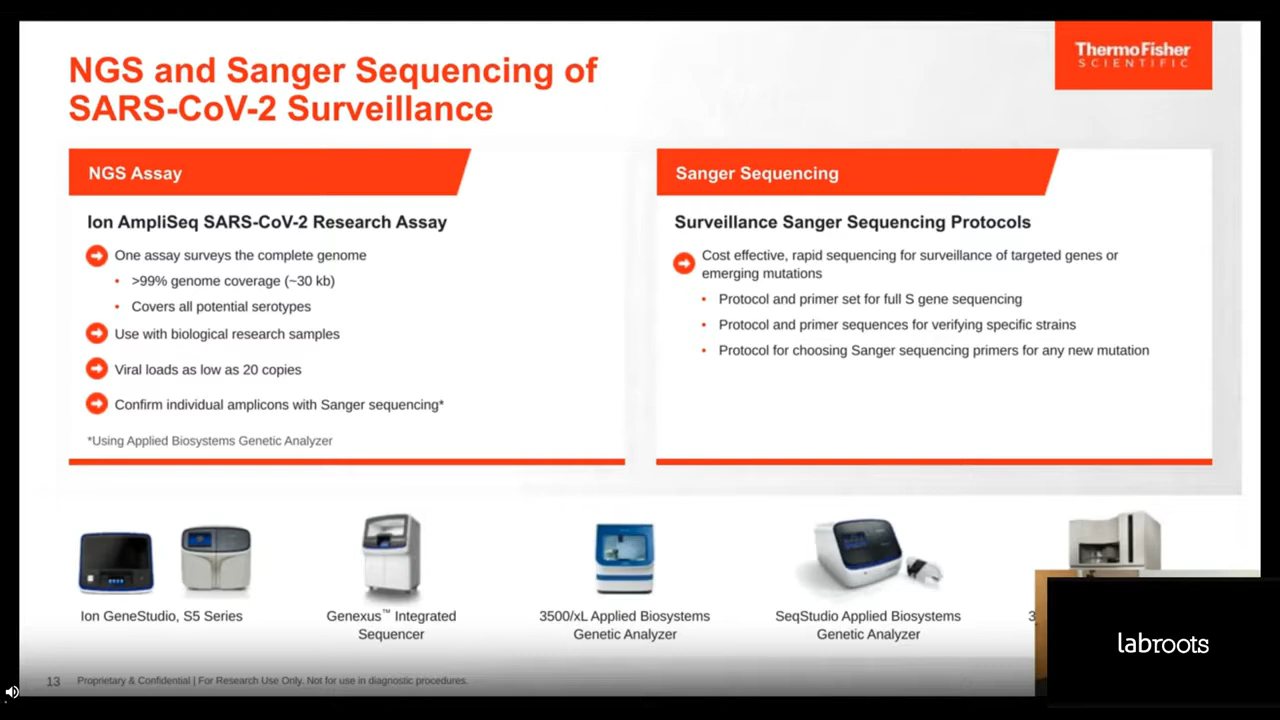 NGS and Sanger Sequencing of
SARS-CoV-2 Surveillance
ThermoFisher
SCIENTIFIC
NGS Assay
Ion AmpliSeq SARS-CoV-2 Research Assay
One assay surveys the complete genome
• >99% genome coverage (~30 kb)
• Covers all potential serotypes
Use with biological research samples
Viral loads as low as 20 copies
Confirm individual amplicons with Sanger sequencing*
*Using Applied Biosystems Genetic Analyzer
Sanger Sequencing
Surveillance Sanger Sequencing Protocols
Cost effective, rapid sequencing for surveillance of targeted genes or
emerging mutations
• Protocol and primer set for full S gene sequencing
• Protocol and primer sequences for verifying specific strains
• Protocol for choosing Sanger sequencing primers for any new mutation
Ion GeneStudio, S5 Series
Genexus™ Integrated
Sequencer
3500/xL Applied Biosystems
Genetic Analyzer
SeqStudio Applied Biosystems
Genetic Analyzer
3
labroots
13 Proprietary & Confidential | For Research Use Only. Not for use in diagnostic procedures.